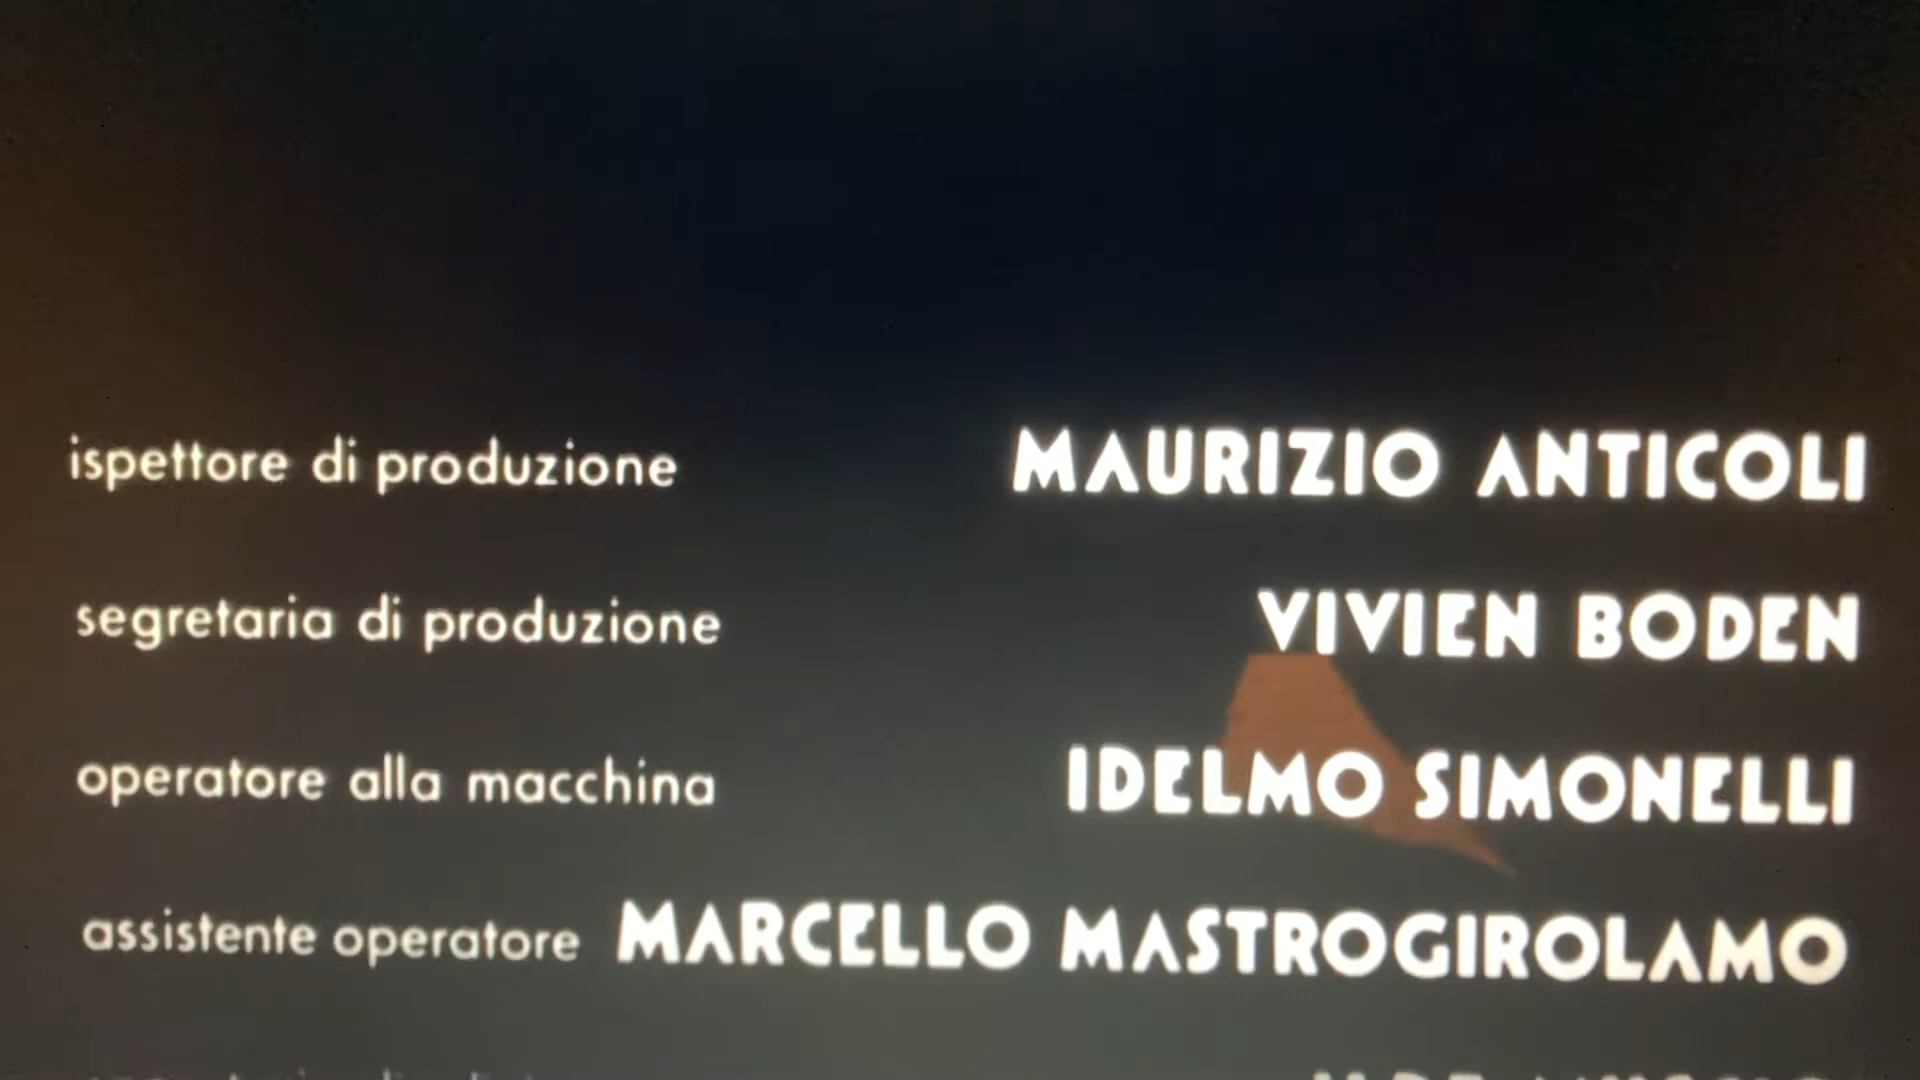 ispettore di produzione MAURIZIO ANTICOLI
segretaria di produzione VIVIEN BODEN
operatore alla macchina IDELMO SIMONELLI
assistente operatore MARCELLO MASTROGIROLAMO